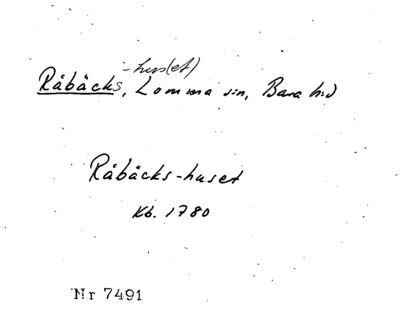 -hus(et)
Råbäcks, Lomma sn, Bara hd
Råbäcks-huset
Kb. 1780
Nr 7491